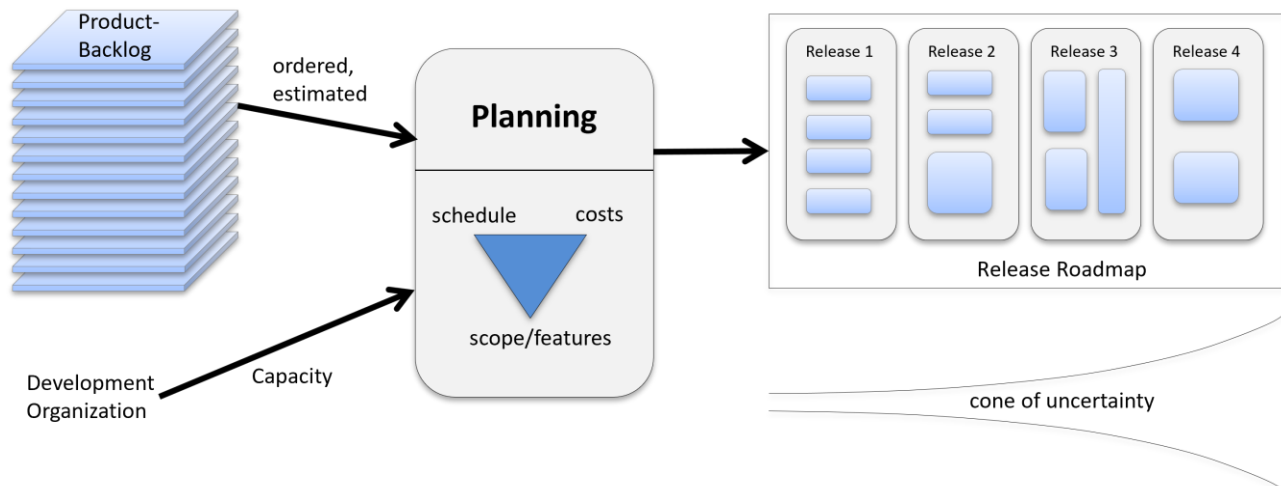 Product-
Backlog
ordered,
estimated
Planning
schedule
costs
scope/features
Development
Organization
Capacity
Release 1
Release 2
Release 3
Release 4
Release Roadmap
cone of uncertainty